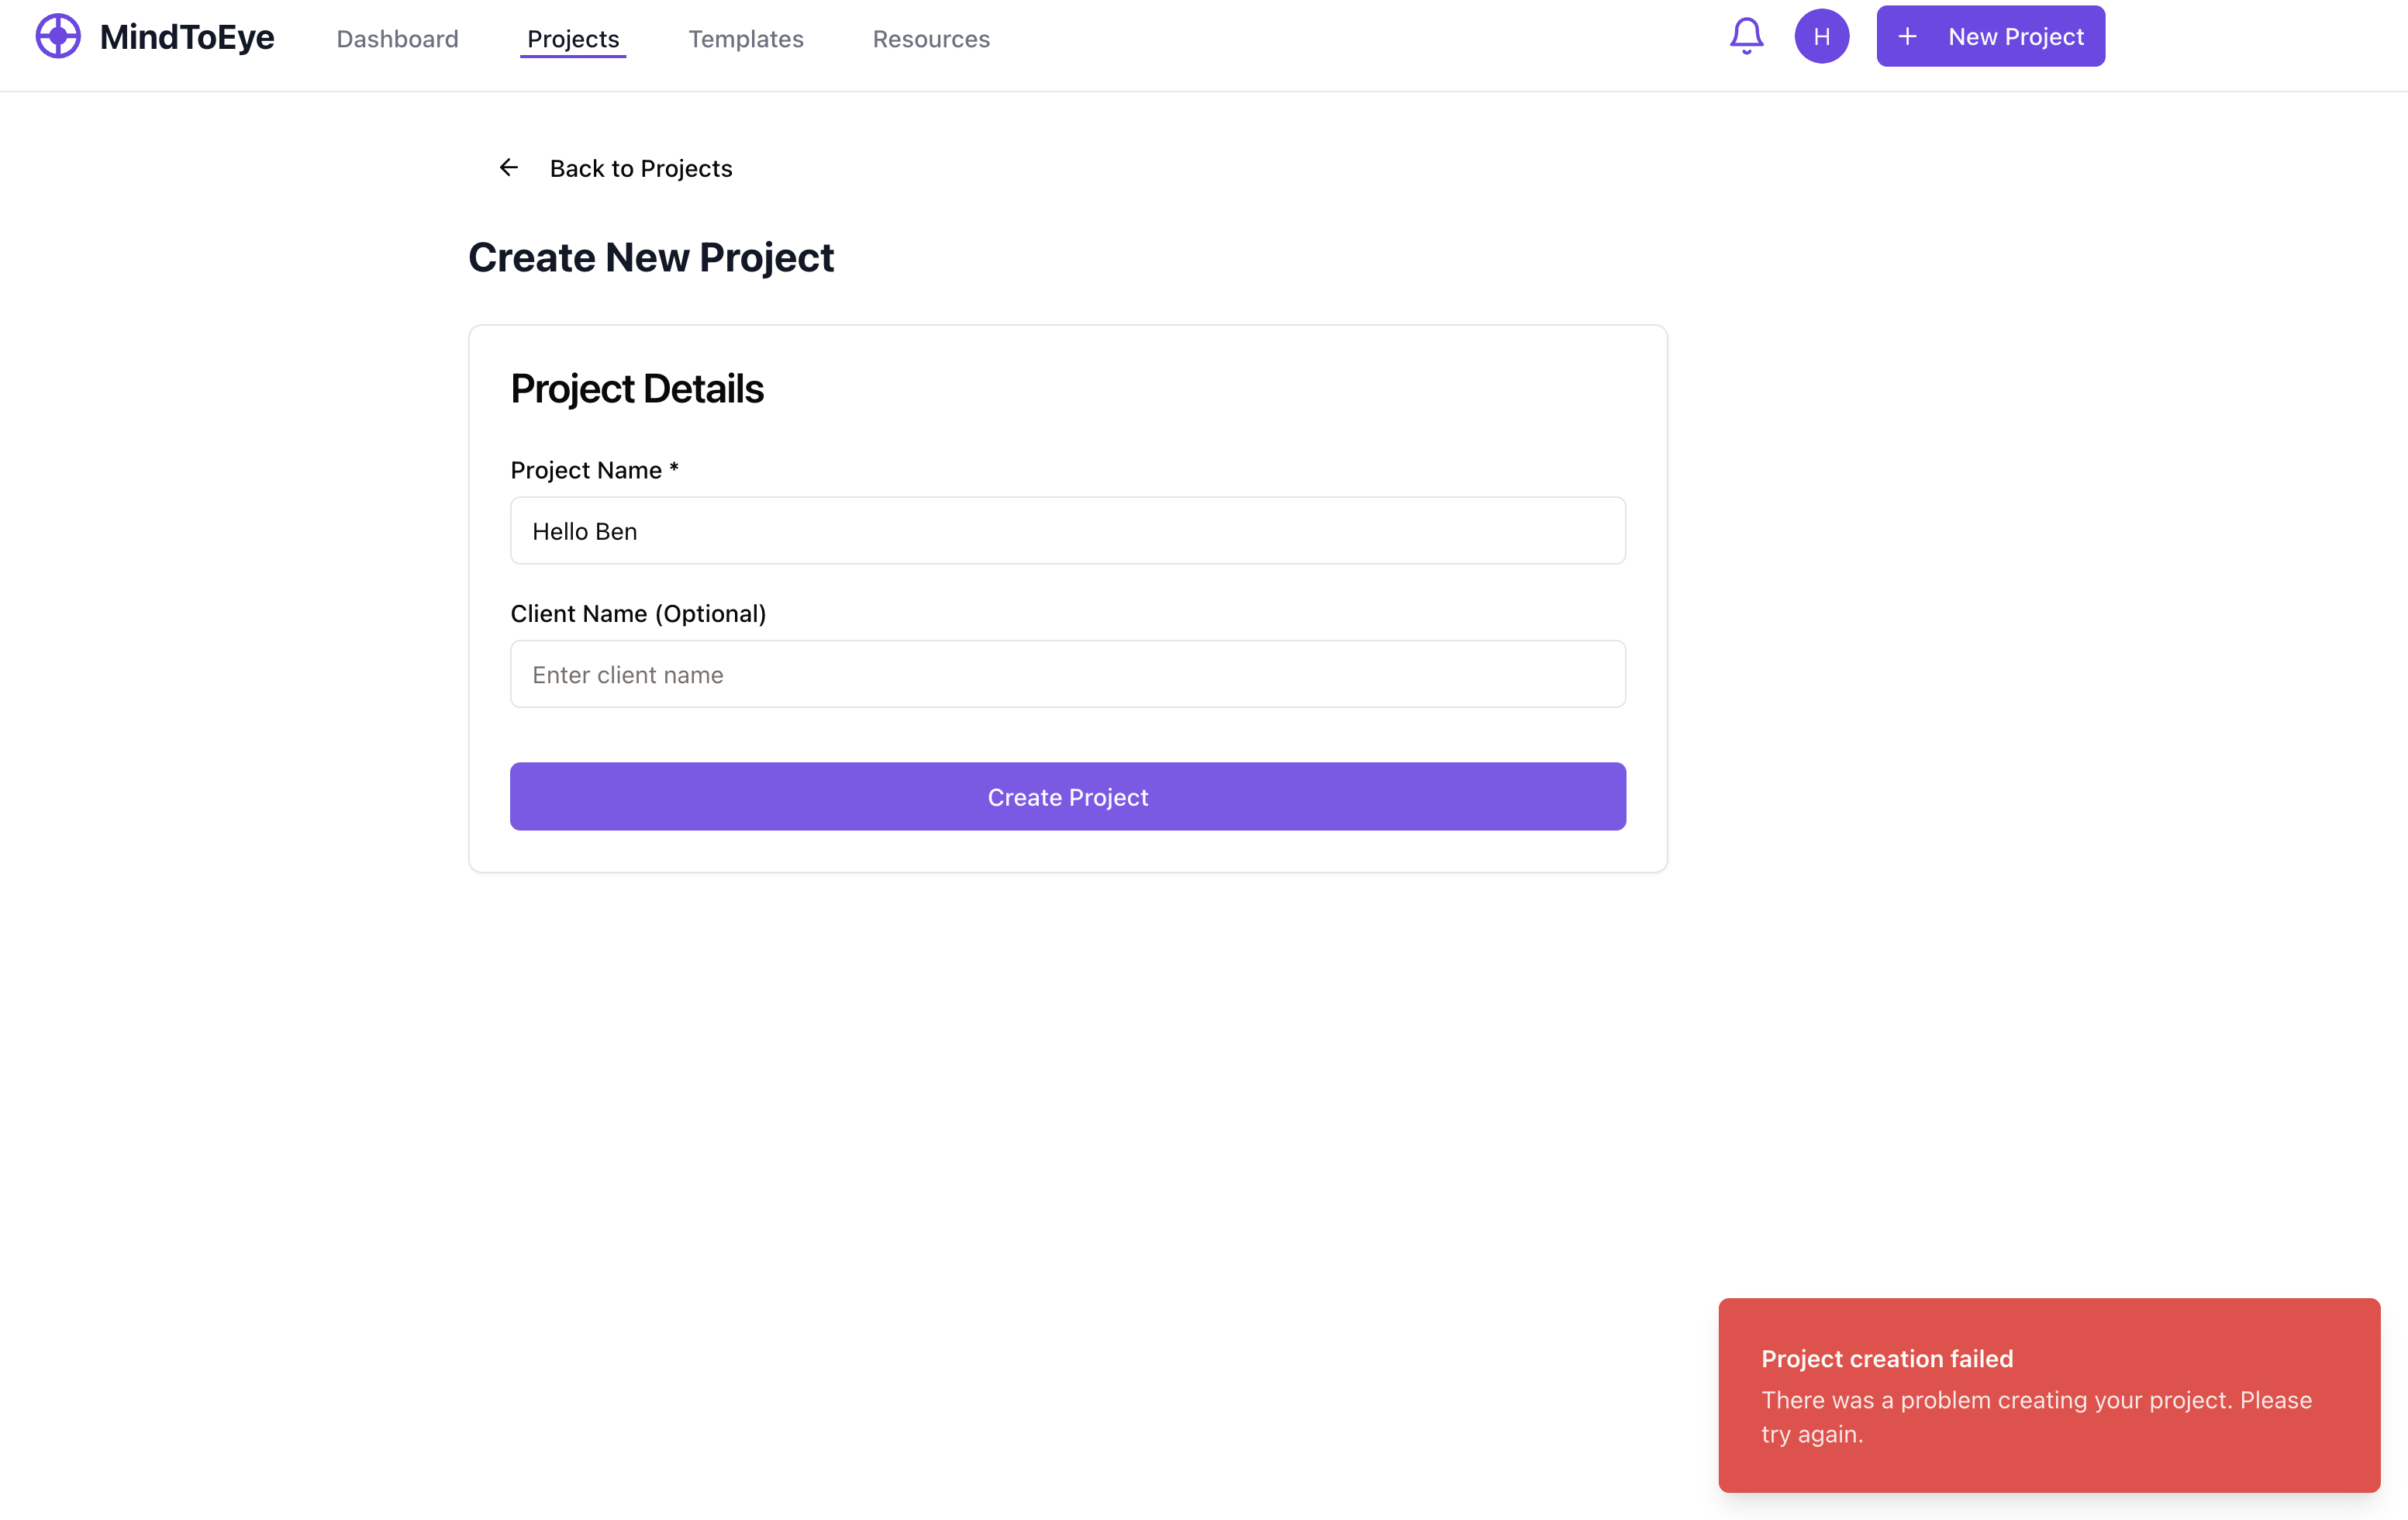 MindToEye
Dashboard
Projects
Templates
Resources
H
+ New Project
← Back to Projects
Create New Project
Project Details
Project Name *
Hello Ben
Client Name (Optional)
Enter client name
Create Project
Project creation failed
There was a problem creating your project. Please
try again.